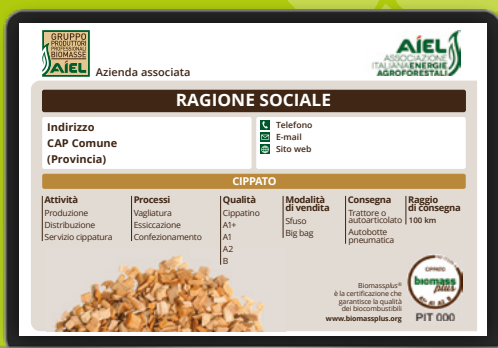 GRUPPO
PRODUTTORI
PROFESSIONALI
BIOMASSE
AIEL
Azienda associata
AIEL
ASSOCIAZIONE
ITALIANA ENERGIE
AGROFORESTALI
RAGIONE SOCIALE
Indirizzo
CAP Comune
(Provincia)
Telefono
E-mail
Sito web
CIPPATO
Attività
Produzione
Distribuzione
Servizio cippatura
Processi
Vagliatura
Essiccazione
Confezionamento
Qualità
Cippatino
A1+
A1
A2
B
Modalità
di vendita
Sfuso
Big bag
Consegna
Trattore o
autoarticolato
Autobotte
pneumatica
Raggio
di consegna
100 km
Biomassplus®
è la certificazione che
garantisce la qualità
dei biocombustibili
www.biomassplus.org
CIPPATO
biomass
plus
PIT 000